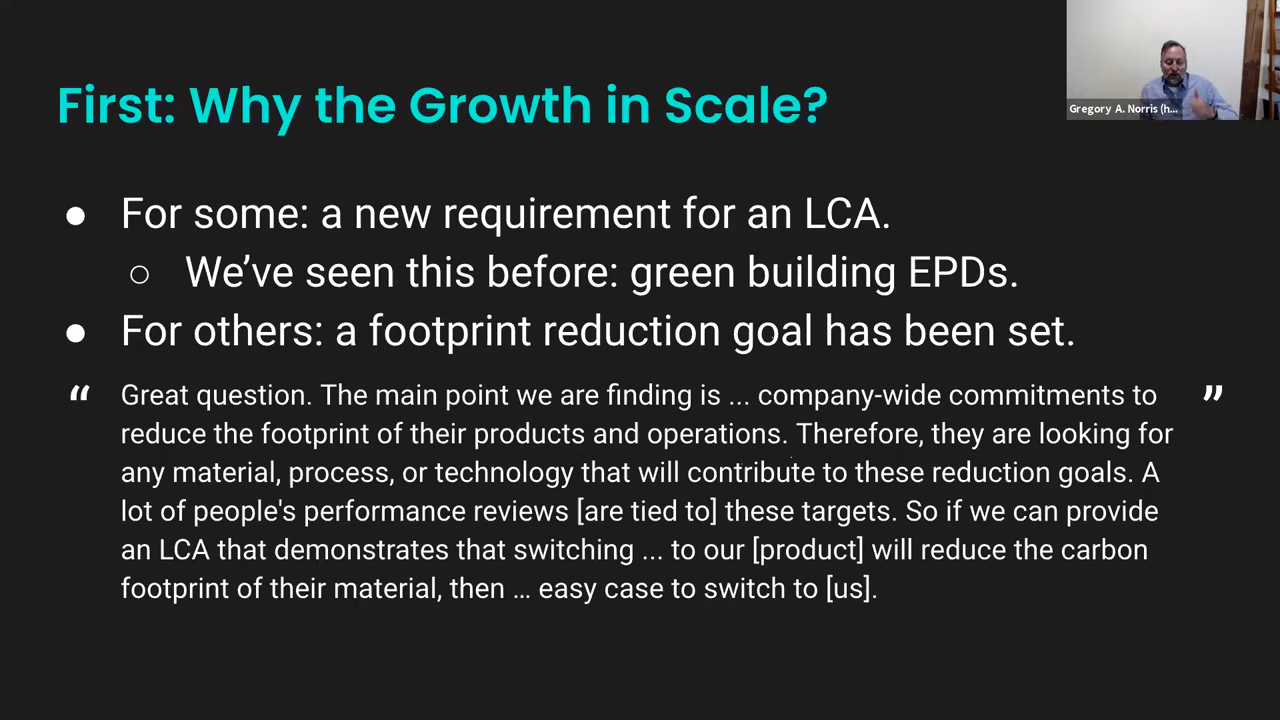 First: Why the Growth in Scale?
Gregory A. Norris (h...
● For some: a new requirement for an LCA.
○ We’ve seen this before: green building EPDs.
● For others: a footprint reduction goal has been set.
“ Great question. The main point we are finding is ... company-wide commitments to ”
reduce the footprint of their products and operations. Therefore, they are looking for
any material, process, or technology that will contribute to these reduction goals. A
lot of people's performance reviews [are tied to] these targets. So if we can provide
an LCA that demonstrates that switching ... to our [product] will reduce the carbon
footprint of their material, then … easy case to switch to [us].